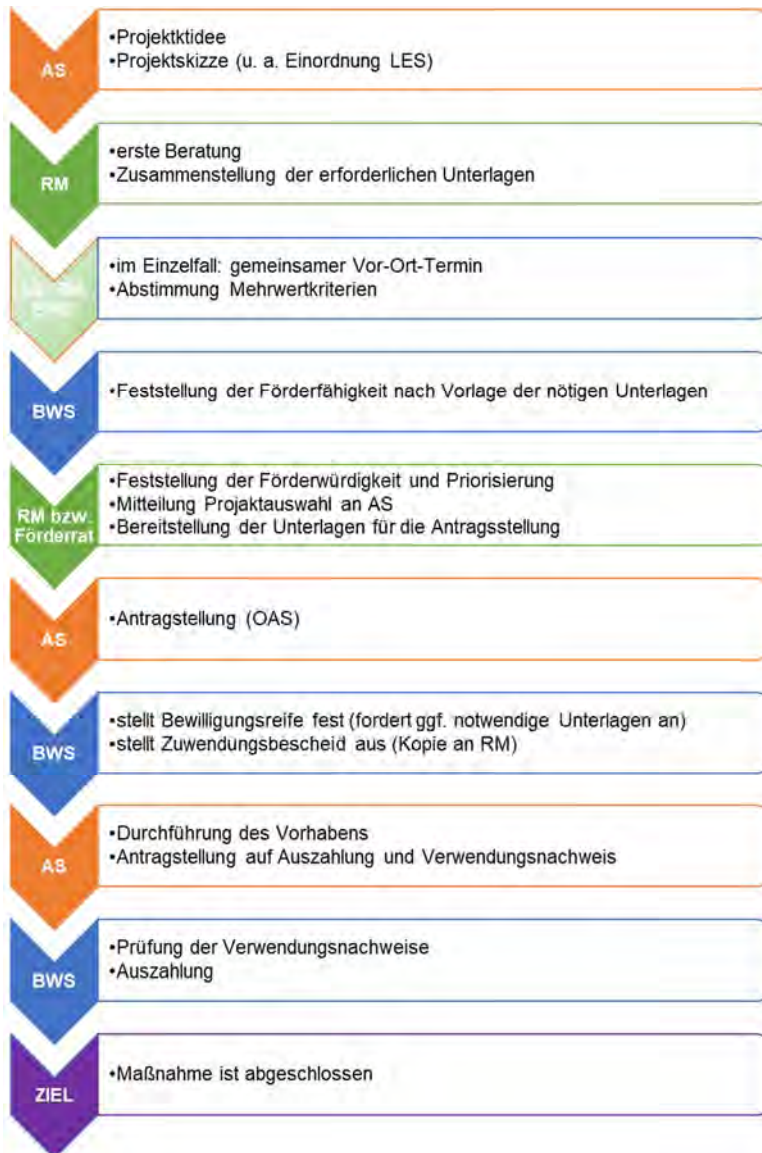 AS
•Projektktidee
•Projektskizze (u. a. Einordnung LES)
RM
•erste Beratung
•Zusammenstellung der erforderlichen Unterlagen
•im Einzelfall: gemeinsamer Vor-Ort-Termin
•Abstimmung Mehrwertkriterien
BWS
•Feststellung der Förderfähigkeit nach Vorlage der nötigen Unterlagen
RM bzw.
Förderrat
•Feststellung der Förderwürdigkeit und Priorisierung
•Mitteilung Projaktauswahl an AS
•Bereitstellung der Unterlagen für die Antragsstellung
AS
•Antragstellung (OAS)
BWS
•stellt Bewilligungsreife fest (fordert ggf. notwendige Unterlagen an)
•stellt Zuwendungsbescheid aus (Kopie an RM)
AS
•Durchführung des Vorhabens
•Antragstellung auf Auszahlung und Verwendungsnachweis
BWS
•Prüfung der Verwendungsnachweise
•Auszahlung
ZIEL
•Maßnahme ist abgeschlossen